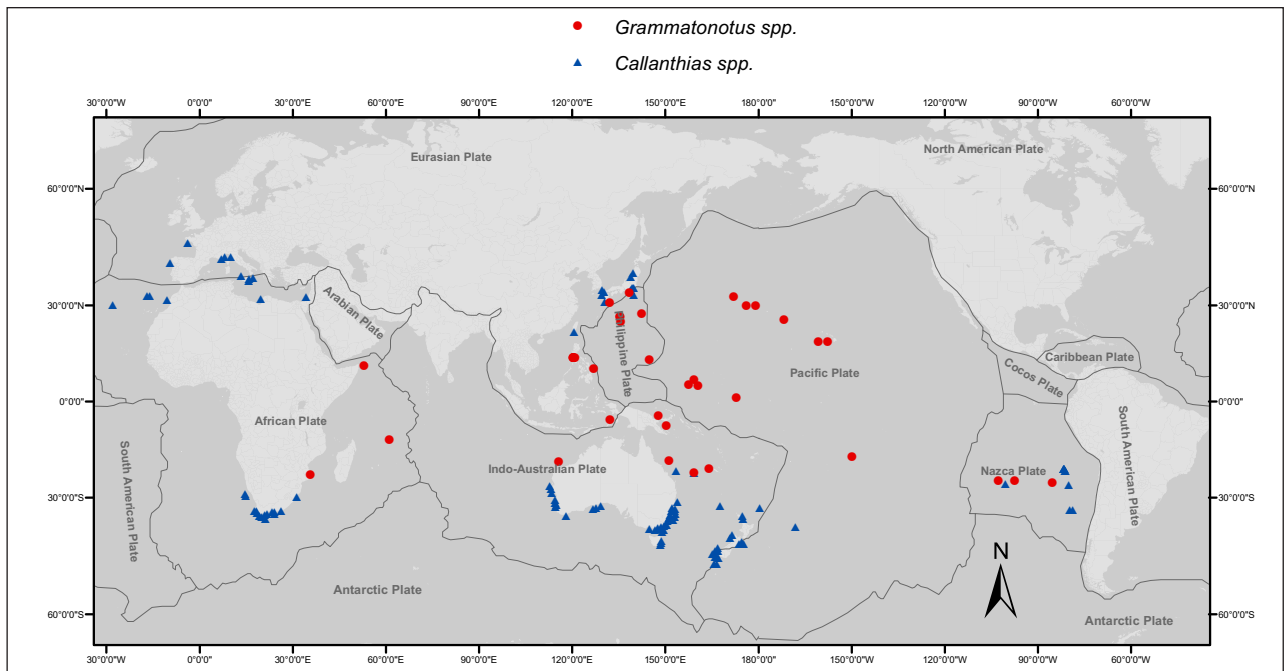 Grammatonotus spp.
Callanthias spp.
30°0'0"W 0°0'0" 30°0'0"E 60°0'0"E 90°0'0"E 120°0'0"E 150°0'0"E 180°0'0" 150°0'0"W 120°0'0"W 90°0'0"W 60°0'0"W
Eurasian Plate
North American Plate
60°0'0"N 60°0'0"N
30°0'0"N 30°0'0"N
Arabian Plate
Philippine Plate
Caribbean Plate
Pacific Plate
Cocos Plate
0°0'0" 0°0'0"
African Plate
South American Plate
South American Plate
Indo-Australian Plate
Nazca Plate
30°0'0"S 30°0'0"S
N
Antarctic Plate
60°0'0"S 60°0'0"S
Antarctic Plate
30°0'0"W 0°0'0" 30°0'0"E 60°0'0"E 90°0'0"E 120°0'0"E 150°0'0"E 180°0'0" 150°0'0"W 120°0'0"W 90°0'0"W 60°0'0"W